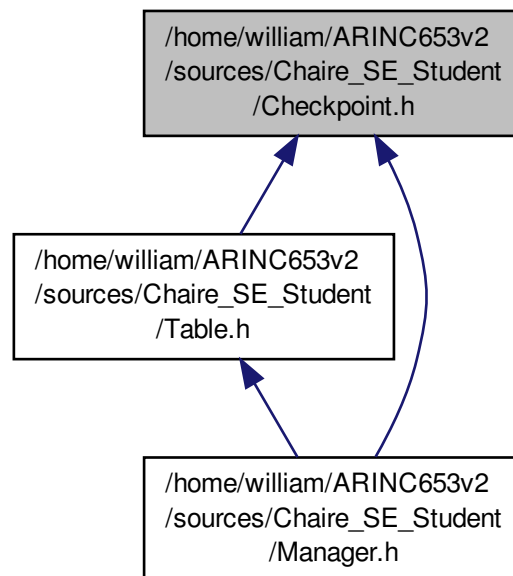 /home/william/ARINC653v2
/sources/Chaire_SE_Student
/Checkpoint.h
/home/william/ARINC653v2
/sources/Chaire_SE_Student
/Table.h
/home/william/ARINC653v2
/sources/Chaire_SE_Student
/Manager.h